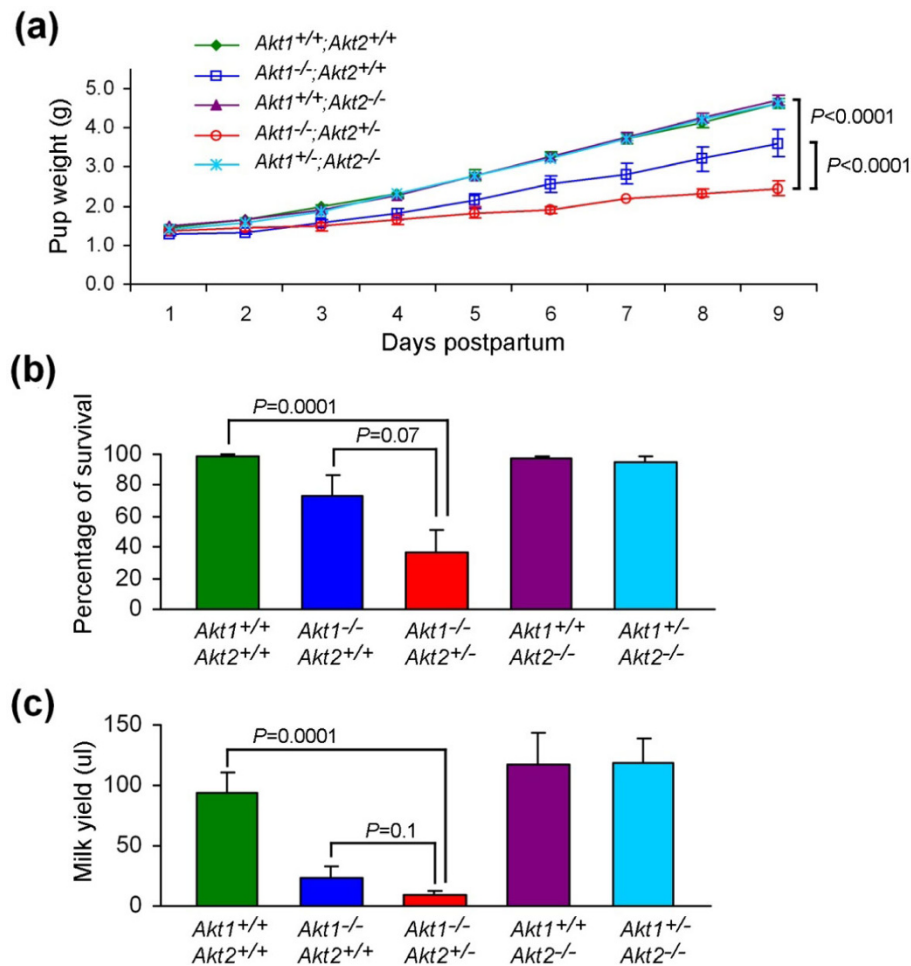 (a)
Akt1+/+;Akt2+/+
Akt1-/-;Akt2+/+
Akt1+/+;Akt2-/-
Akt1-/-;Akt2+/-
Akt1+/-;Akt2-/-
Pup weight (g)
5.0
4.0
3.0
2.0
1.0
0.0
P<0.0001
P<0.0001
1 2 3 4 5 6 7 8 9
Days postpartum
(b)
Percentage of survival
P=0.0001
P=0.07
100
80
60
40
20
0
Akt1+/+ Akt1-/- Akt1-/- Akt1+/+ Akt1+/-
Akt2+/+ Akt2+/+ Akt2+/- Akt2-/- Akt2-/-
(c)
Milk yield (ul)
150
P=0.0001
100
P=0.1
50
0
Akt1+/+ Akt1-/- Akt1-/- Akt1+/+ Akt1+/-
Akt2+/+ Akt2+/+ Akt2+/- Akt2-/- Akt2-/-